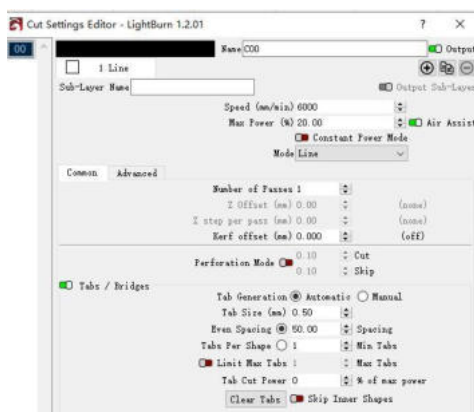 Cut Settings Editor - LightBurn 1.2.01 ? ×
00
Name C00 Output
1 Line
Sub-Layer Name Output Sub-Laye
Speed (mm/min) 6000
Max Power (%) 20.00 Air Assist
Constant Power Mode
Mode Line
Common Advanced
Number of Passes 1
Z Offset (mm) 0.00 (none)
Z step per pass (mm) 0.00 (none)
Kerf offset (mm) 0.000 (off)
Perforation Mode 0.10 Cut
0.10 Skip
Tabs / Bridges
Tab Generation Automatic Manual
Tab Size (mm) 0.50
Even Spacing 50.00 Spacing
Tabs Per Shape 1 Min Tabs
Limit Max Tabs 1 Max Tabs
Tab Cut Power 0 % of max power
Clear Tabs Skip Inner Shapes